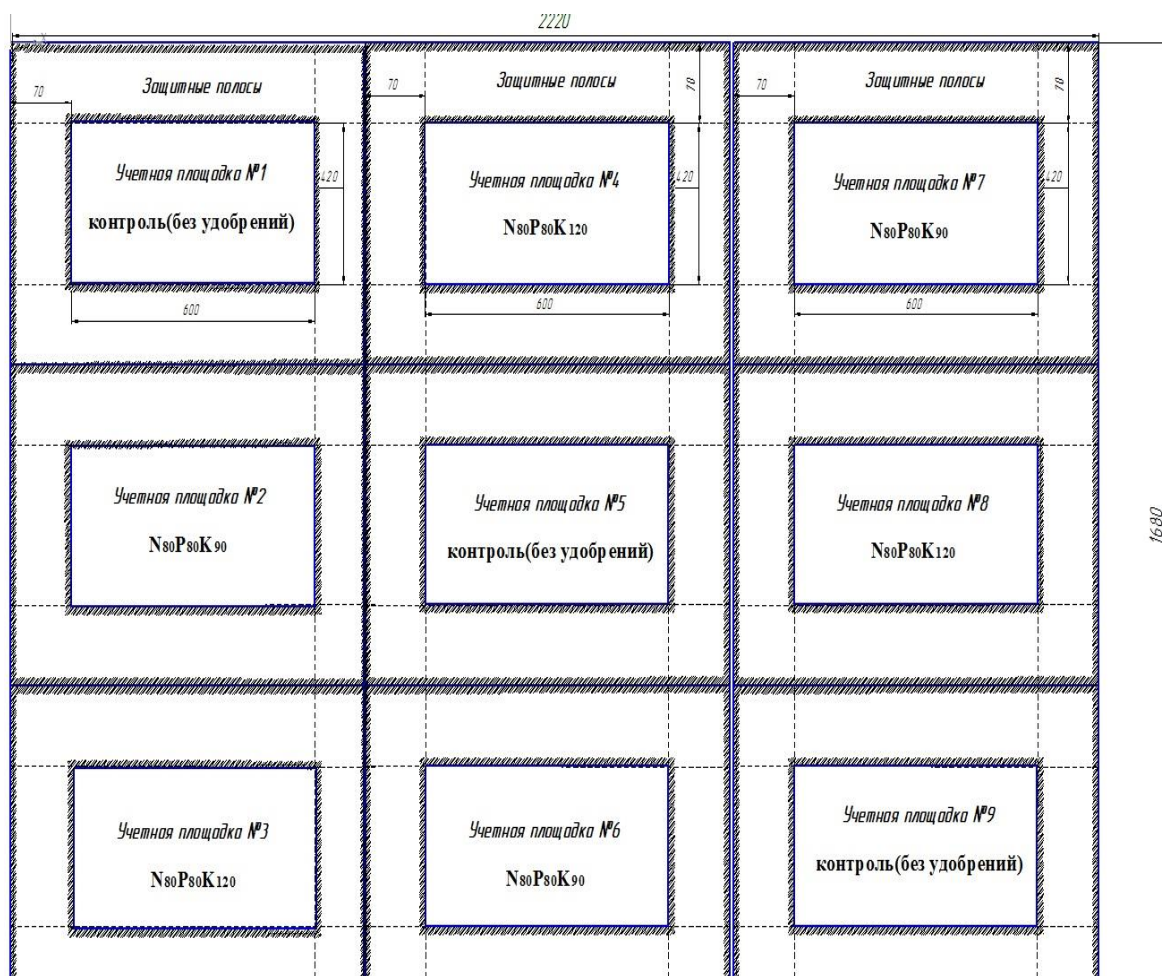 2220
Защитные полосы
Защитные полосы
Защитные полосы
70
70
70
70
70
Учетная площадка №1
контроль(без удобрений)
420
Учетная площадка №4
N80P80K120
420
Учетная площадка №7
N80P80K90
420
600
600
600
Учетная площадка №2
N80P80K90
Учетная площадка №5
контроль(без удобрений)
Учетная площадка №8
N80P80K120
1680
Учетная площадка №3
N80P80K120
Учетная площадка №6
N80P80K90
Учетная площадка №9
контроль(без удобрений)